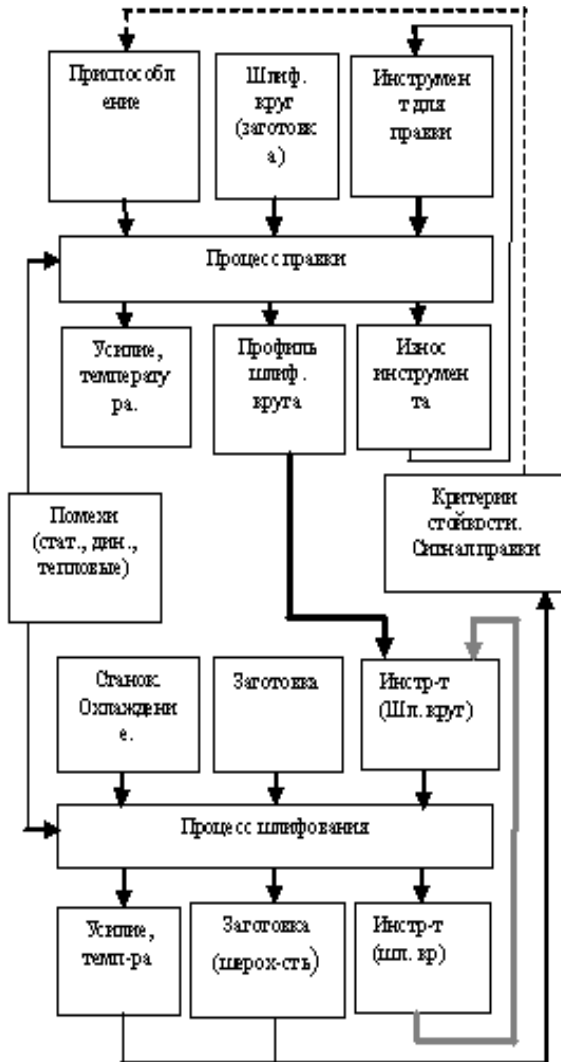 Приспособл
ение
Шлиф.
круг
(заготовк
а)
Инструмен
т для
правки
Процесс правки
Усилие,
температу
ра.
Профиль
шлиф.
круга
Износ
инструмен
та
Помехи
(стат., дин.,
тепловые)
Критерии
стойкости.
Сигнал правки
Станок.
Охлаждени
е.
Заготовка
Инстр-т
(Шл. круг)
Процесс шлифования
Усилие,
темп-ра
Заготовка
(шерох-сть)
Инстр-т
(шл. кр)